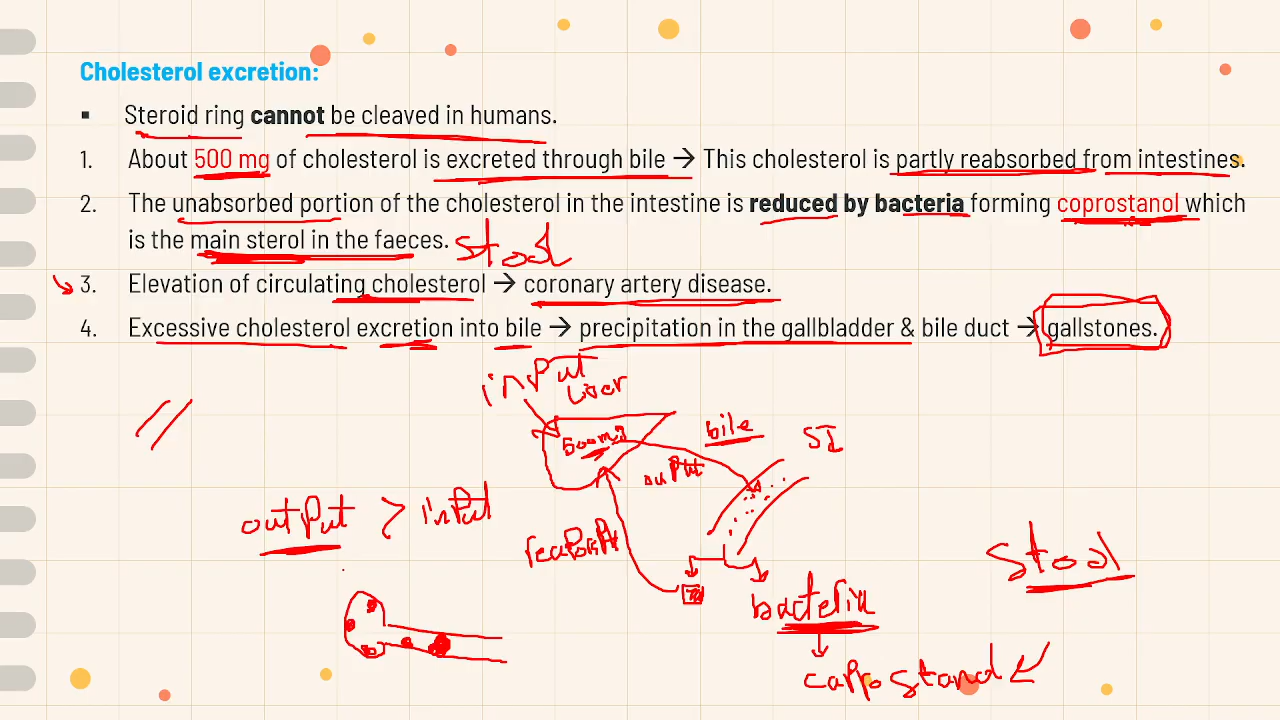 Cholesterol excretion:
▪ Steroid ring cannot be cleaved in humans.
1. About 500 mg of cholesterol is excreted through bile → This cholesterol is partly reabsorbed from intestines.
2. The unabsorbed portion of the cholesterol in the intestine is reduced by bacteria forming coprostanol which
is the main sterol in the faeces. stool
3. Elevation of circulating cholesterol → coronary artery disease.
4. Excessive cholesterol excretion into bile → precipitation in the gallbladder & bile duct → gallstones.
input
Liver
500mg
bile
SI
output
output > input
stool
bacteria